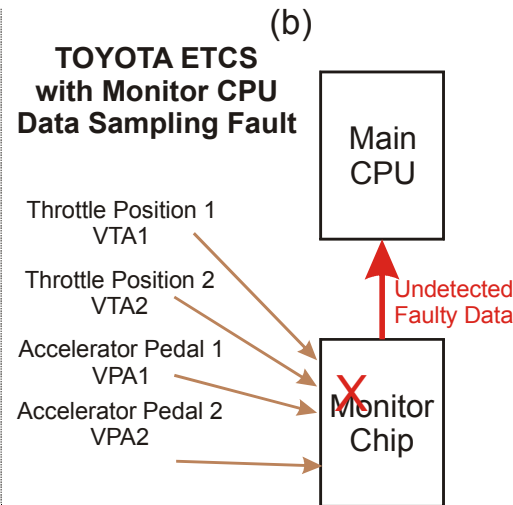 (b)
TOYOTA ETCS
with Monitor CPU
Data Sampling Fault
Main
CPU
Throttle Position 1
VTA1
Throttle Position 2
VTA2
Undetected
Faulty Data
Accelerator Pedal 1
VPA1
Accelerator Pedal 2
VPA2
X
Monitor
Chip